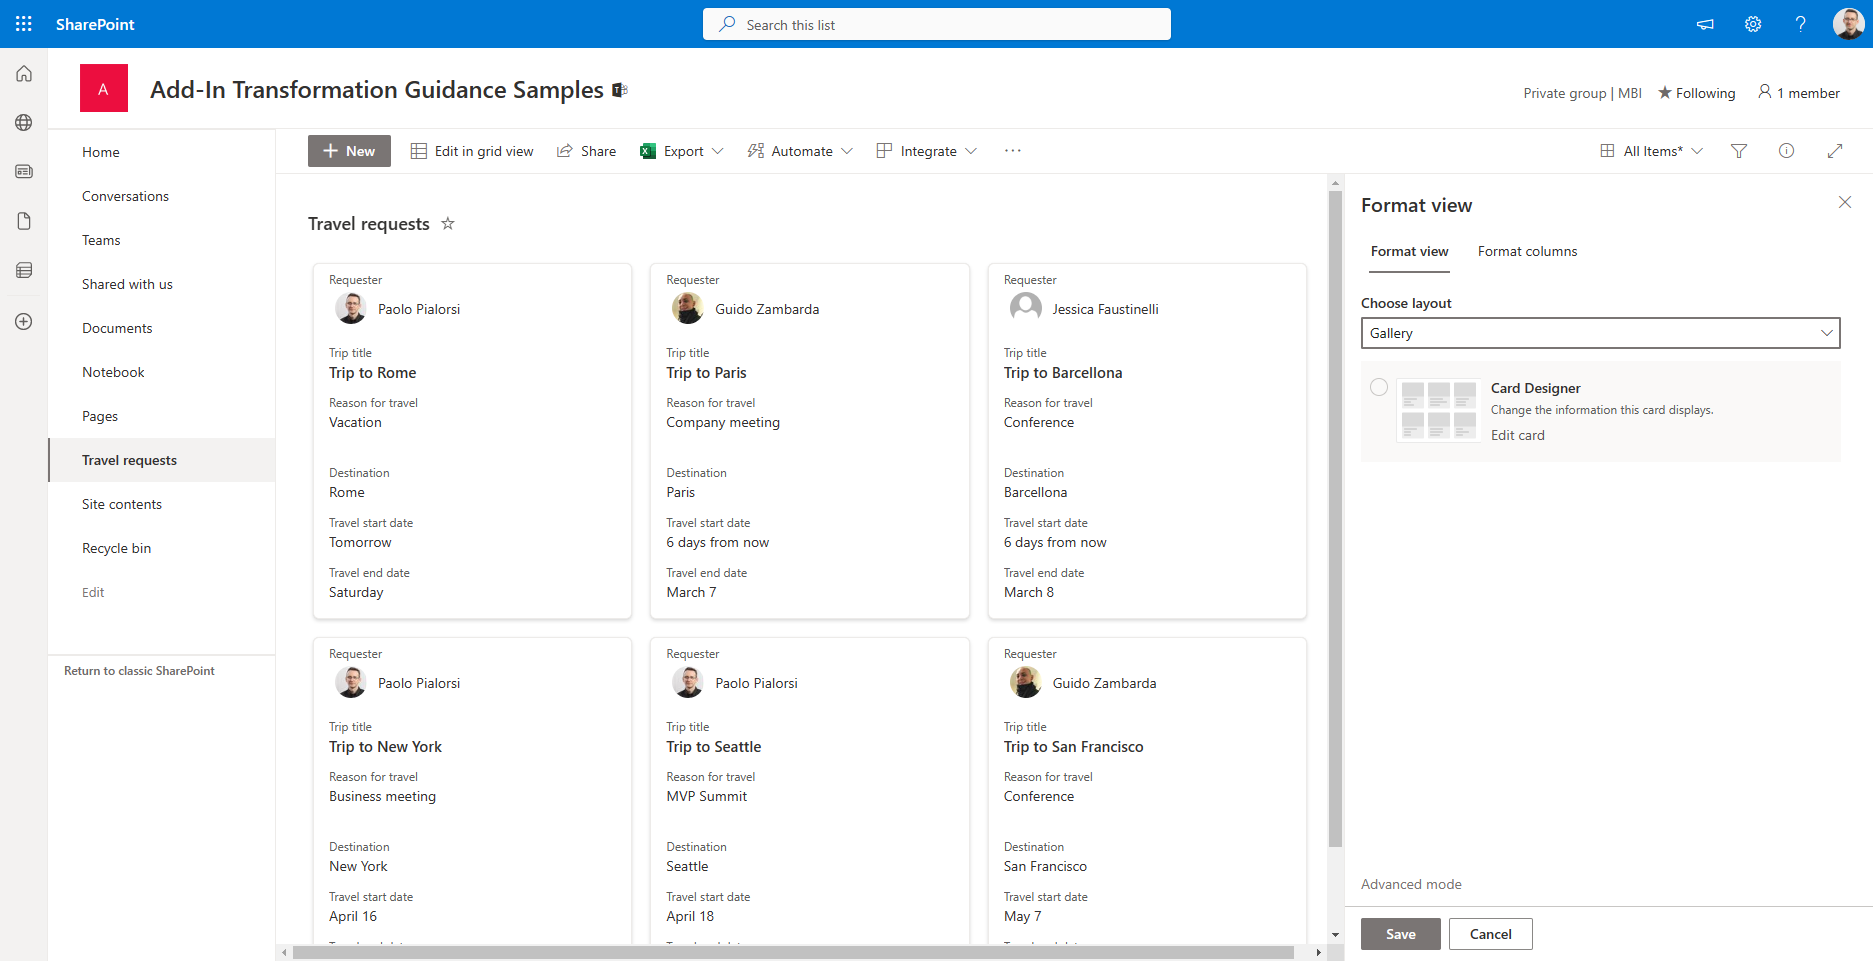 SharePoint
Search this list
A
Add-In Transformation Guidance Samples
Private group | MBI
Following
1 member
Home
Conversations
Teams
Shared with us
Documents
Notebook
Pages
Travel requests
Site contents
Recycle bin
Edit
Return to classic SharePoint
New
Edit in grid view
Share
Export
Automate
Integrate
All Items*
Travel requests
Requester
Paolo Pialorsi
Trip title
Trip to Rome
Reason for travel
Vacation
Destination
Rome
Travel start date
Tomorrow
Travel end date
Saturday
Requester
Guido Zambarda
Trip title
Trip to Paris
Reason for travel
Company meeting
Destination
Paris
Travel start date
6 days from now
Travel end date
March 7
Requester
Jessica Faustinelli
Trip title
Trip to Barcellona
Reason for travel
Conference
Destination
Barcellona
Travel start date
6 days from now
Travel end date
March 8
Requester
Paolo Pialorsi
Trip title
Trip to New York
Reason for travel
Business meeting
Destination
New York
Travel start date
April 16
Requester
Paolo Pialorsi
Trip title
Trip to Seattle
Reason for travel
MVP Summit
Destination
Seattle
Travel start date
April 18
Requester
Guido Zambarda
Trip title
Trip to San Francisco
Reason for travel
Conference
Destination
San Francisco
Travel start date
May 7
Format view
Format view
Format columns
Choose layout
Gallery
Card Designer
Change the information this card displays.
Edit card
Advanced mode
Save
Cancel